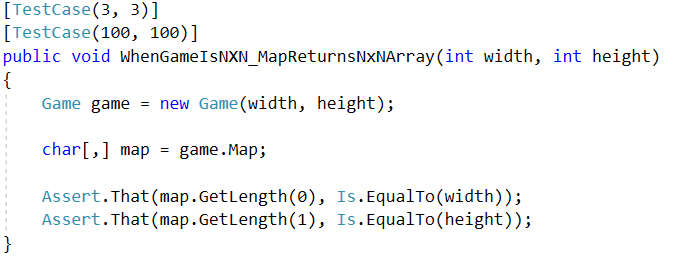 [TestCase(3, 3)]
[TestCase(100, 100)]
public void WhenGameIsNXN_MapReturnsNxNArray(int width, int height)
{
    Game game = new Game(width, height);

    char[,] map = game.Map;

    Assert.That(map.GetLength(0), Is.EqualTo(width));
    Assert.That(map.GetLength(1), Is.EqualTo(height));
}